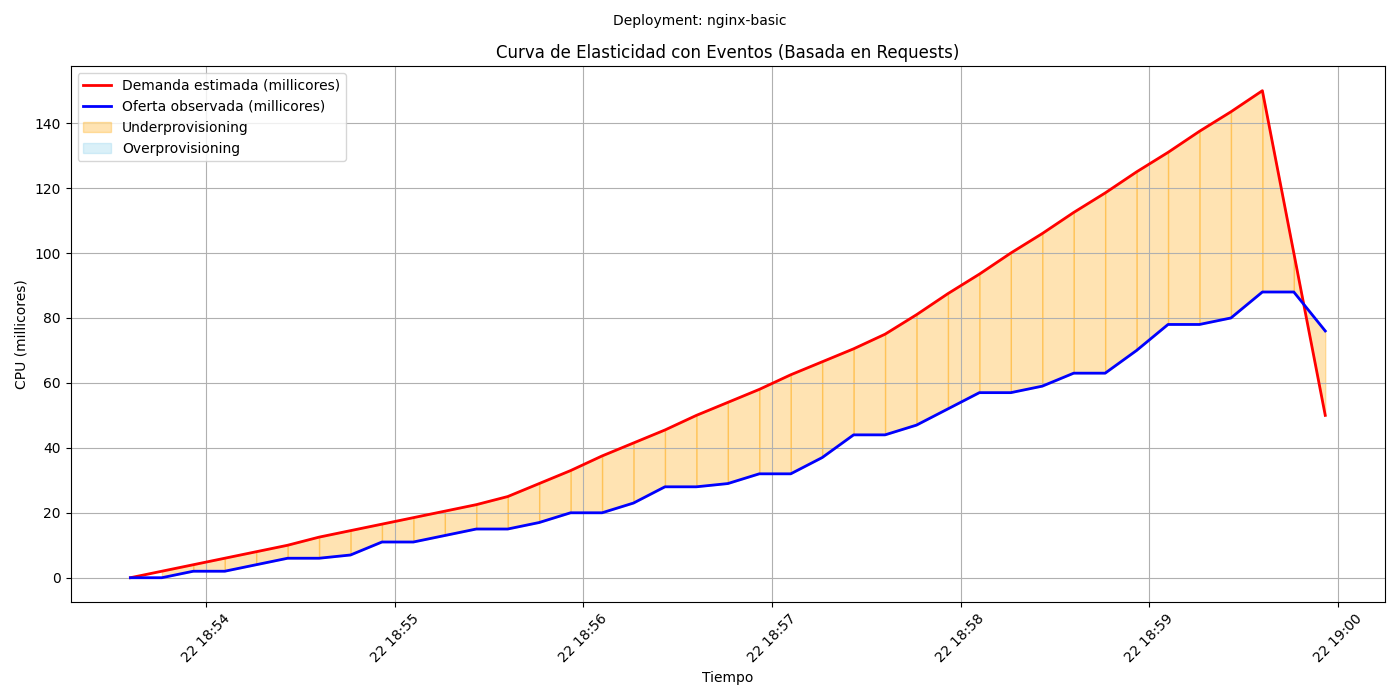 Deployment: nginx-basic
Curva de Elasticidad con Eventos (Basada en Requests)
Demanda estimada (millicores)
Oferta observada (millicores)
Underprovisioning
Overprovisioning
CPU (millicores)
140
120
100
80
60
40
20
0
22 18:54
22 18:55
22 18:56
22 18:57
22 18:58
22 18:59
22 19:00
Tiempo